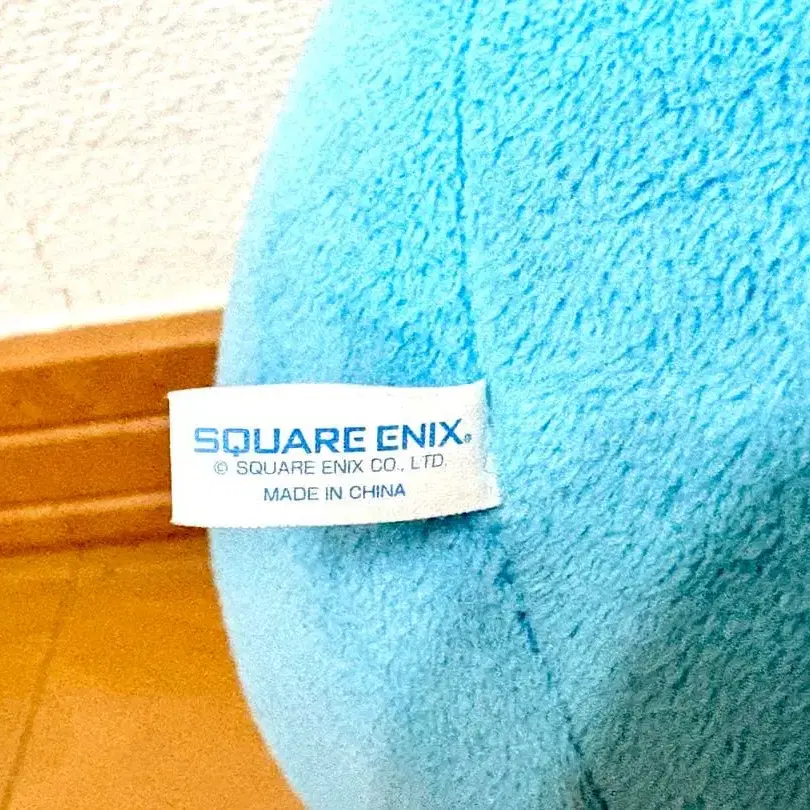 SQUARE ENIX®
© SQUARE ENIX CO., LTD.
MADE IN CHINA